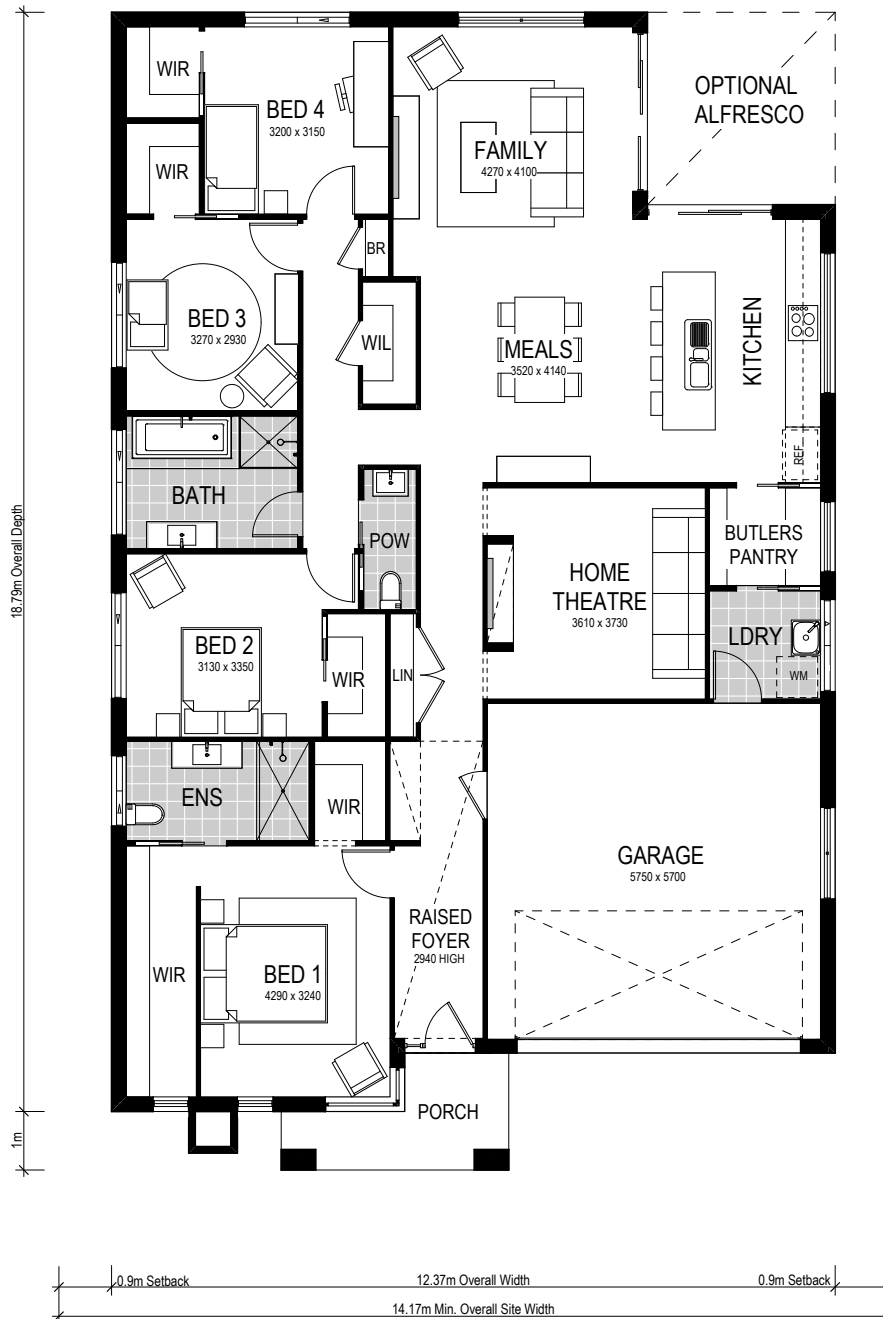 WIR
BED 4
3200 x 3150
OPTIONAL
ALFRESCO
FAMILY
4270 x 4100
WIR
BR
BED 3
3270 x 2930
WIL
MEALS
3520 x 4140
KITCHEN
REF
BATH
POW
BUTLERS
PANTRY
HOME
THEATRE
3610 x 3730
18.79m Overall Depth
BED 2
3130 x 3350
WIR
LIN
LDRY
WM
ENS
WIR
GARAGE
5750 x 5700
RAISED
FOYER
2940 HIGH
WIR
BED 1
4290 x 3240
PORCH
1m
0.9m Setback
12.37m Overall Width
0.9m Setback
14.17m Min. Overall Site Width